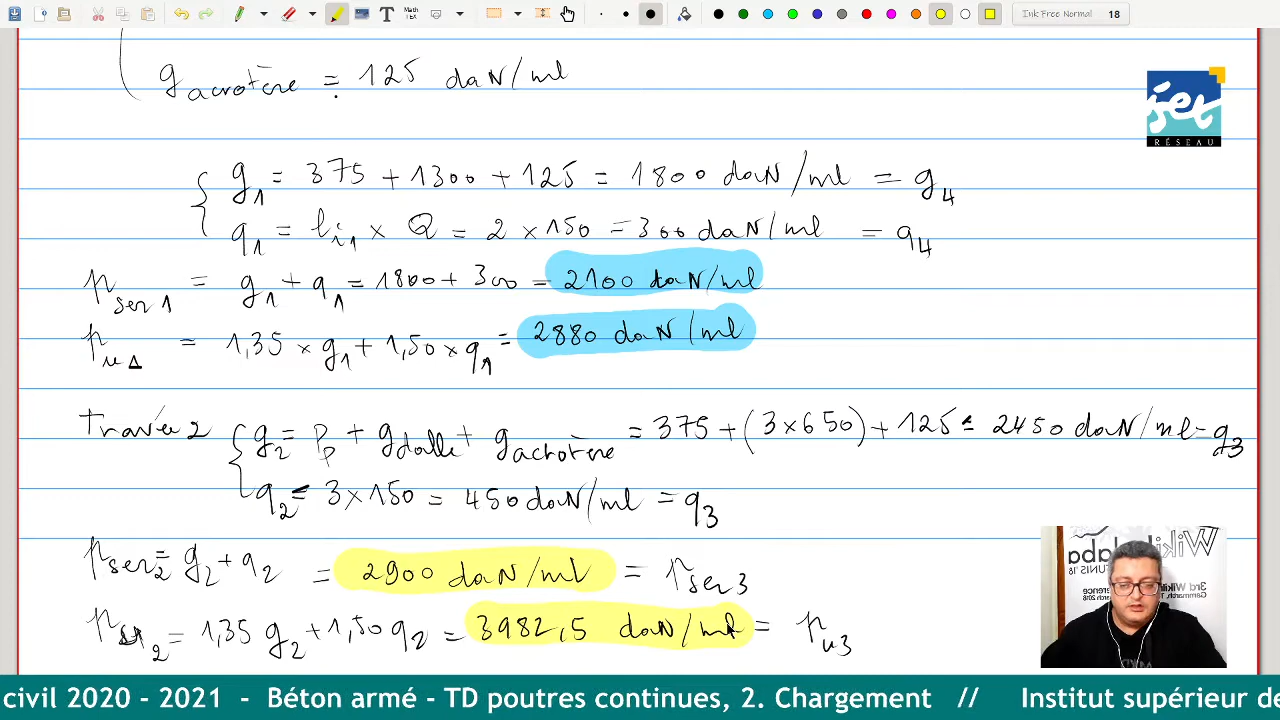 TEXT
MATH
Ink Free Normal 18
g acrotère = 125 daN/ml
iset
RÉSEAU
g1 = 375 + 1300 + 125 = 1800 daN/ml = g4
q1 = li1 × Q = 2 × 150 = 300 daN/ml = q4
pser1 = g1 + q1 = 1800 + 300 = 2100 daN/ml
pu1 = 1,35 × g1 + 1,50 × q1 = 2880 daN/ml
Travée 2 g2 = pp + gdalle + gacrotère = 375 + (3×650) + 125 = 2450 daN/ml = g3
q2 = 3×150 = 450 daN/ml = q3
pser2 = g2 + q2 = 2900 daN/ml = pser3
pu2 = 1,35 g2 + 1,50 q2 = 3982,5 daN/ml = pu3
3rd Wiki
civil 2020 - 2021 - Béton armé - TD poutres continues, 2. Chargement // Institut supérieur de